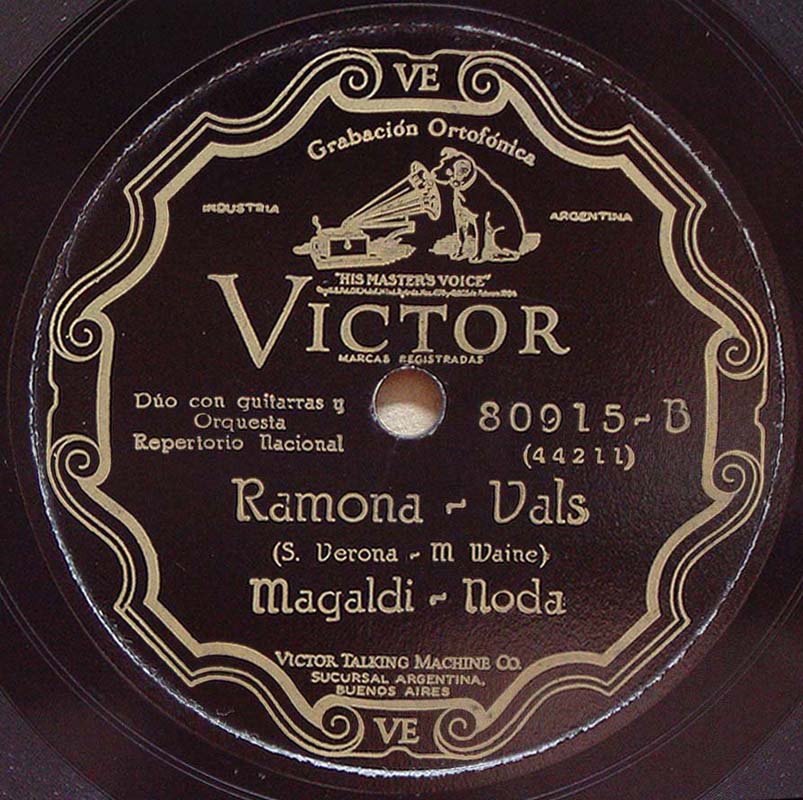 VE
Grabación Ortofónica
INDUSTRIA
ARGENTINA
"HIS MASTER'S VOICE"
VICTOR
MARCAS REGISTRADAS
Dúo con guitarras y
Orquesta
Repertorio Nacional
80915-B
(44211)
Ramona - Vals
(S. Verona - M Waine)
Magaldi - Noda
VICTOR TALKING MACHINE CO.
SUCURSAL ARGENTINA,
BUENOS AIRES
VE